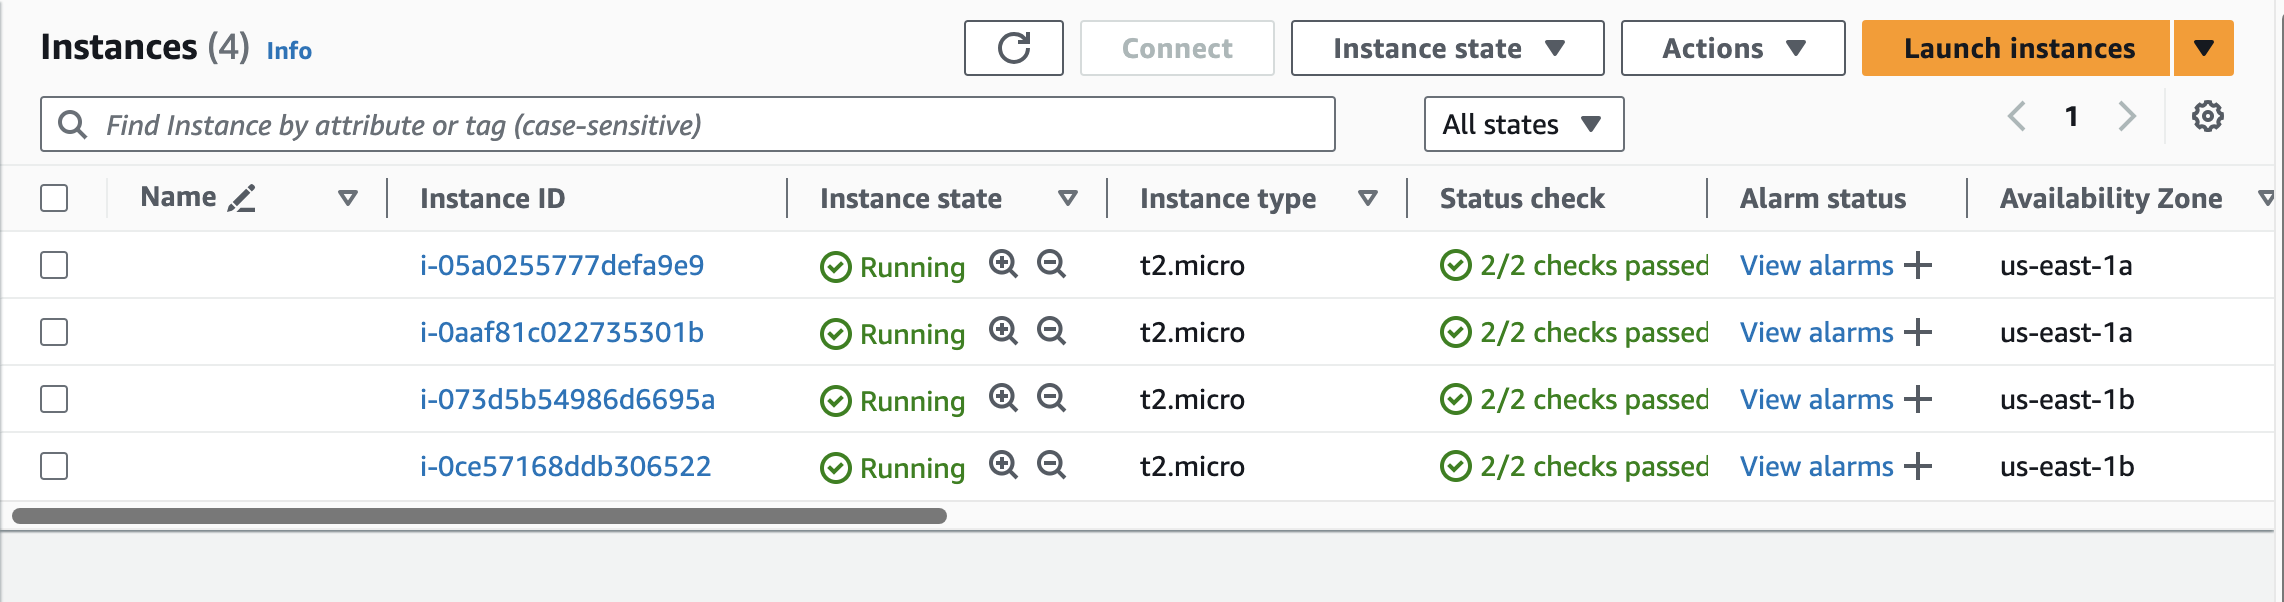 Instances (4) Info Connect Instance state Actions Launch instances
Find Instance by attribute or tag (case-sensitive) All states 1
Name Instance ID Instance state Instance type Status check Alarm status Availability Zone
i-05a0255777defa9e9 Running t2.micro 2/2 checks passed View alarms us-east-1a
i-0aaf81c022735301b Running t2.micro 2/2 checks passed View alarms us-east-1a
i-073d5b54986d6695a Running t2.micro 2/2 checks passed View alarms us-east-1b
i-0ce57168ddb306522 Running t2.micro 2/2 checks passed View alarms us-east-1b